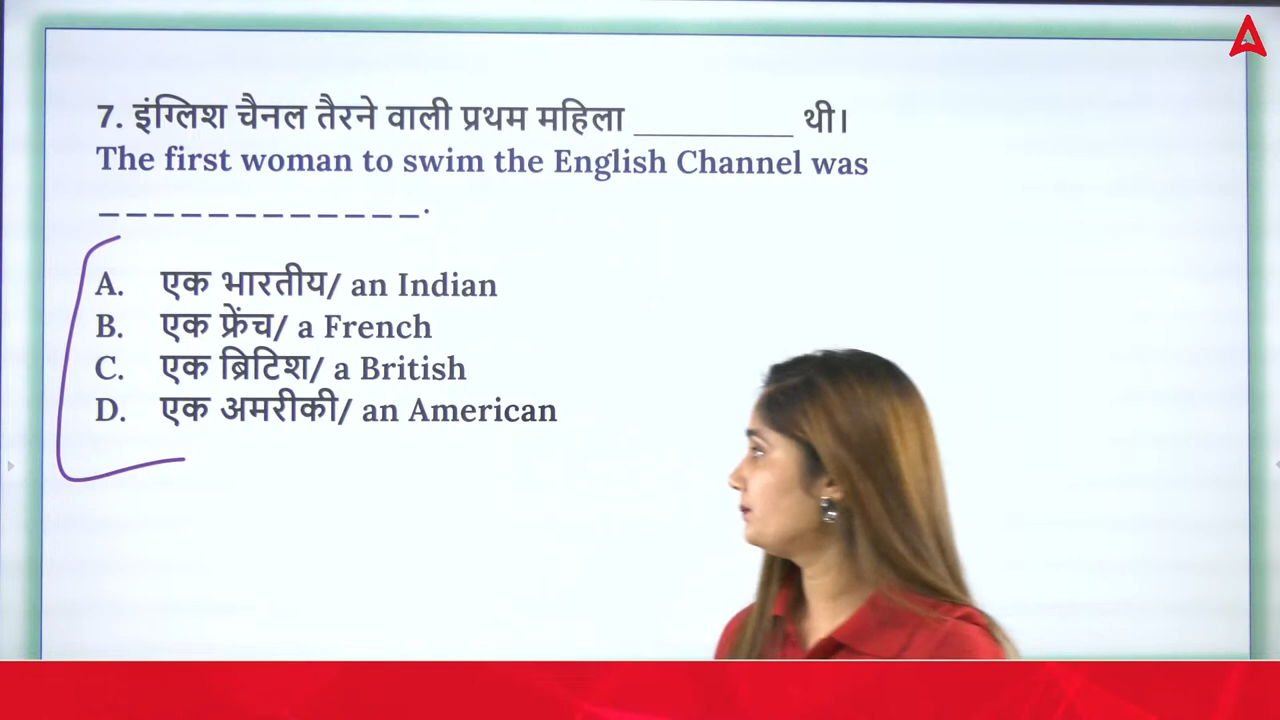 7. इंग्लिश चैनल तैरने वाली प्रथम महिला __________ थी।
The first woman to swim the English Channel was
_ _ _ _ _ _ _ _ _ _ _ _.
A. एक भारतीय/ an Indian
B. एक फ्रेंच/ a French
C. एक ब्रिटिश/ a British
D. एक अमरीकी/ an American